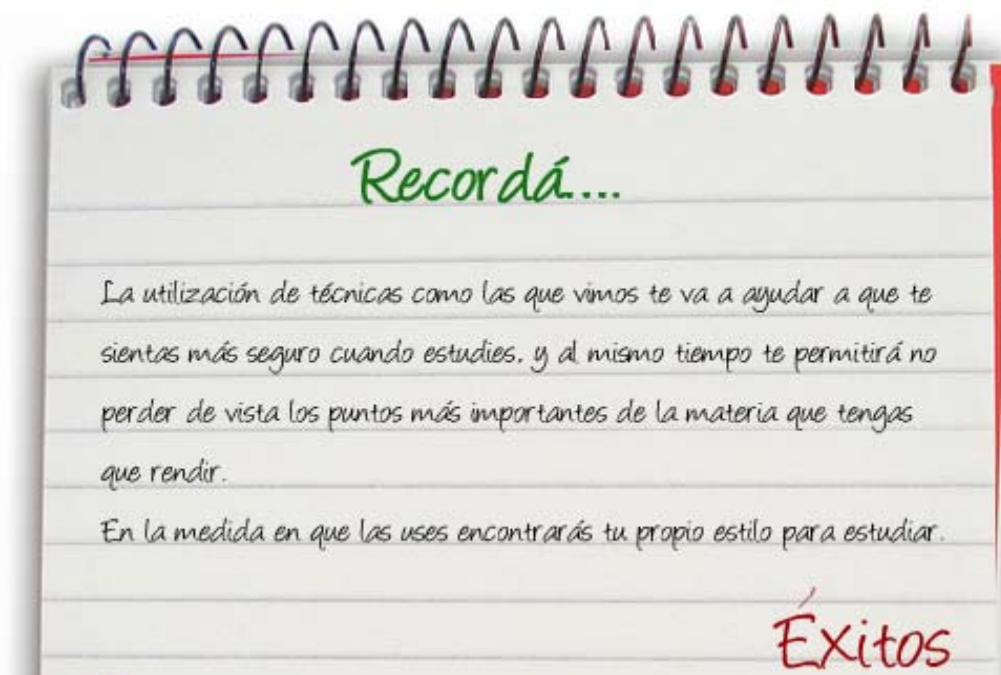 Recordá....
La utilización de técnicas como las que vimos te va a ayudar a que te
sientas más seguro cuando estudies, y al mismo tiempo te permitirá no
perder de vista los puntos más importantes de la materia que tengas
que rendir.
En la medida en que las uses encontrarás tu propio estilo para estudiar.
Éxitos